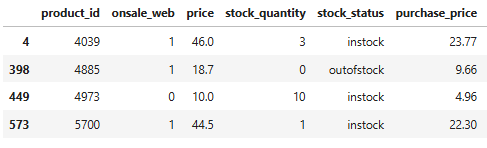 product_id onsale_web price stock_quantity stock_status purchase_price
4 4039 1 46.0 3 instock 23.77
398 4885 1 18.7 0 outofstock 9.66
449 4973 0 10.0 10 instock 4.96
573 5700 1 44.5 1 instock 22.30